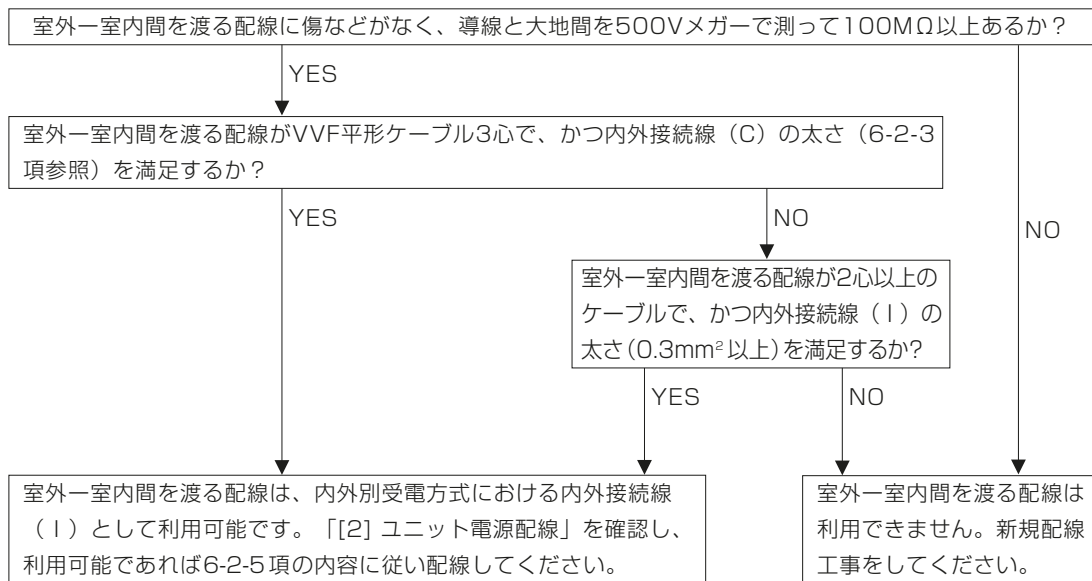 室外ー室内間を渡る配線に傷などがなく、導線と大地間を500Vメガーで測って100MΩ以上あるか？
YES
室外ー室内間を渡る配線がVVF平形ケーブル3心で、かつ内外接続線（C）の太さ（6-2-3
項参照）を満足するか？
YES
NO
NO
室外ー室内間を渡る配線が2心以上の
ケーブルで、かつ内外接続線（I）の
太さ（0.3mm²以上）を満足するか?
YES
NO
室外ー室内間を渡る配線は、内外別受電方式における内外接続線
（I）として利用可能です。「[2] ユニット電源配線」を確認し、
利用可能であれば6-2-5項の内容に従い配線してください。
室外ー室内間を渡る配線は
利用できません。新規配線
工事をしてください。